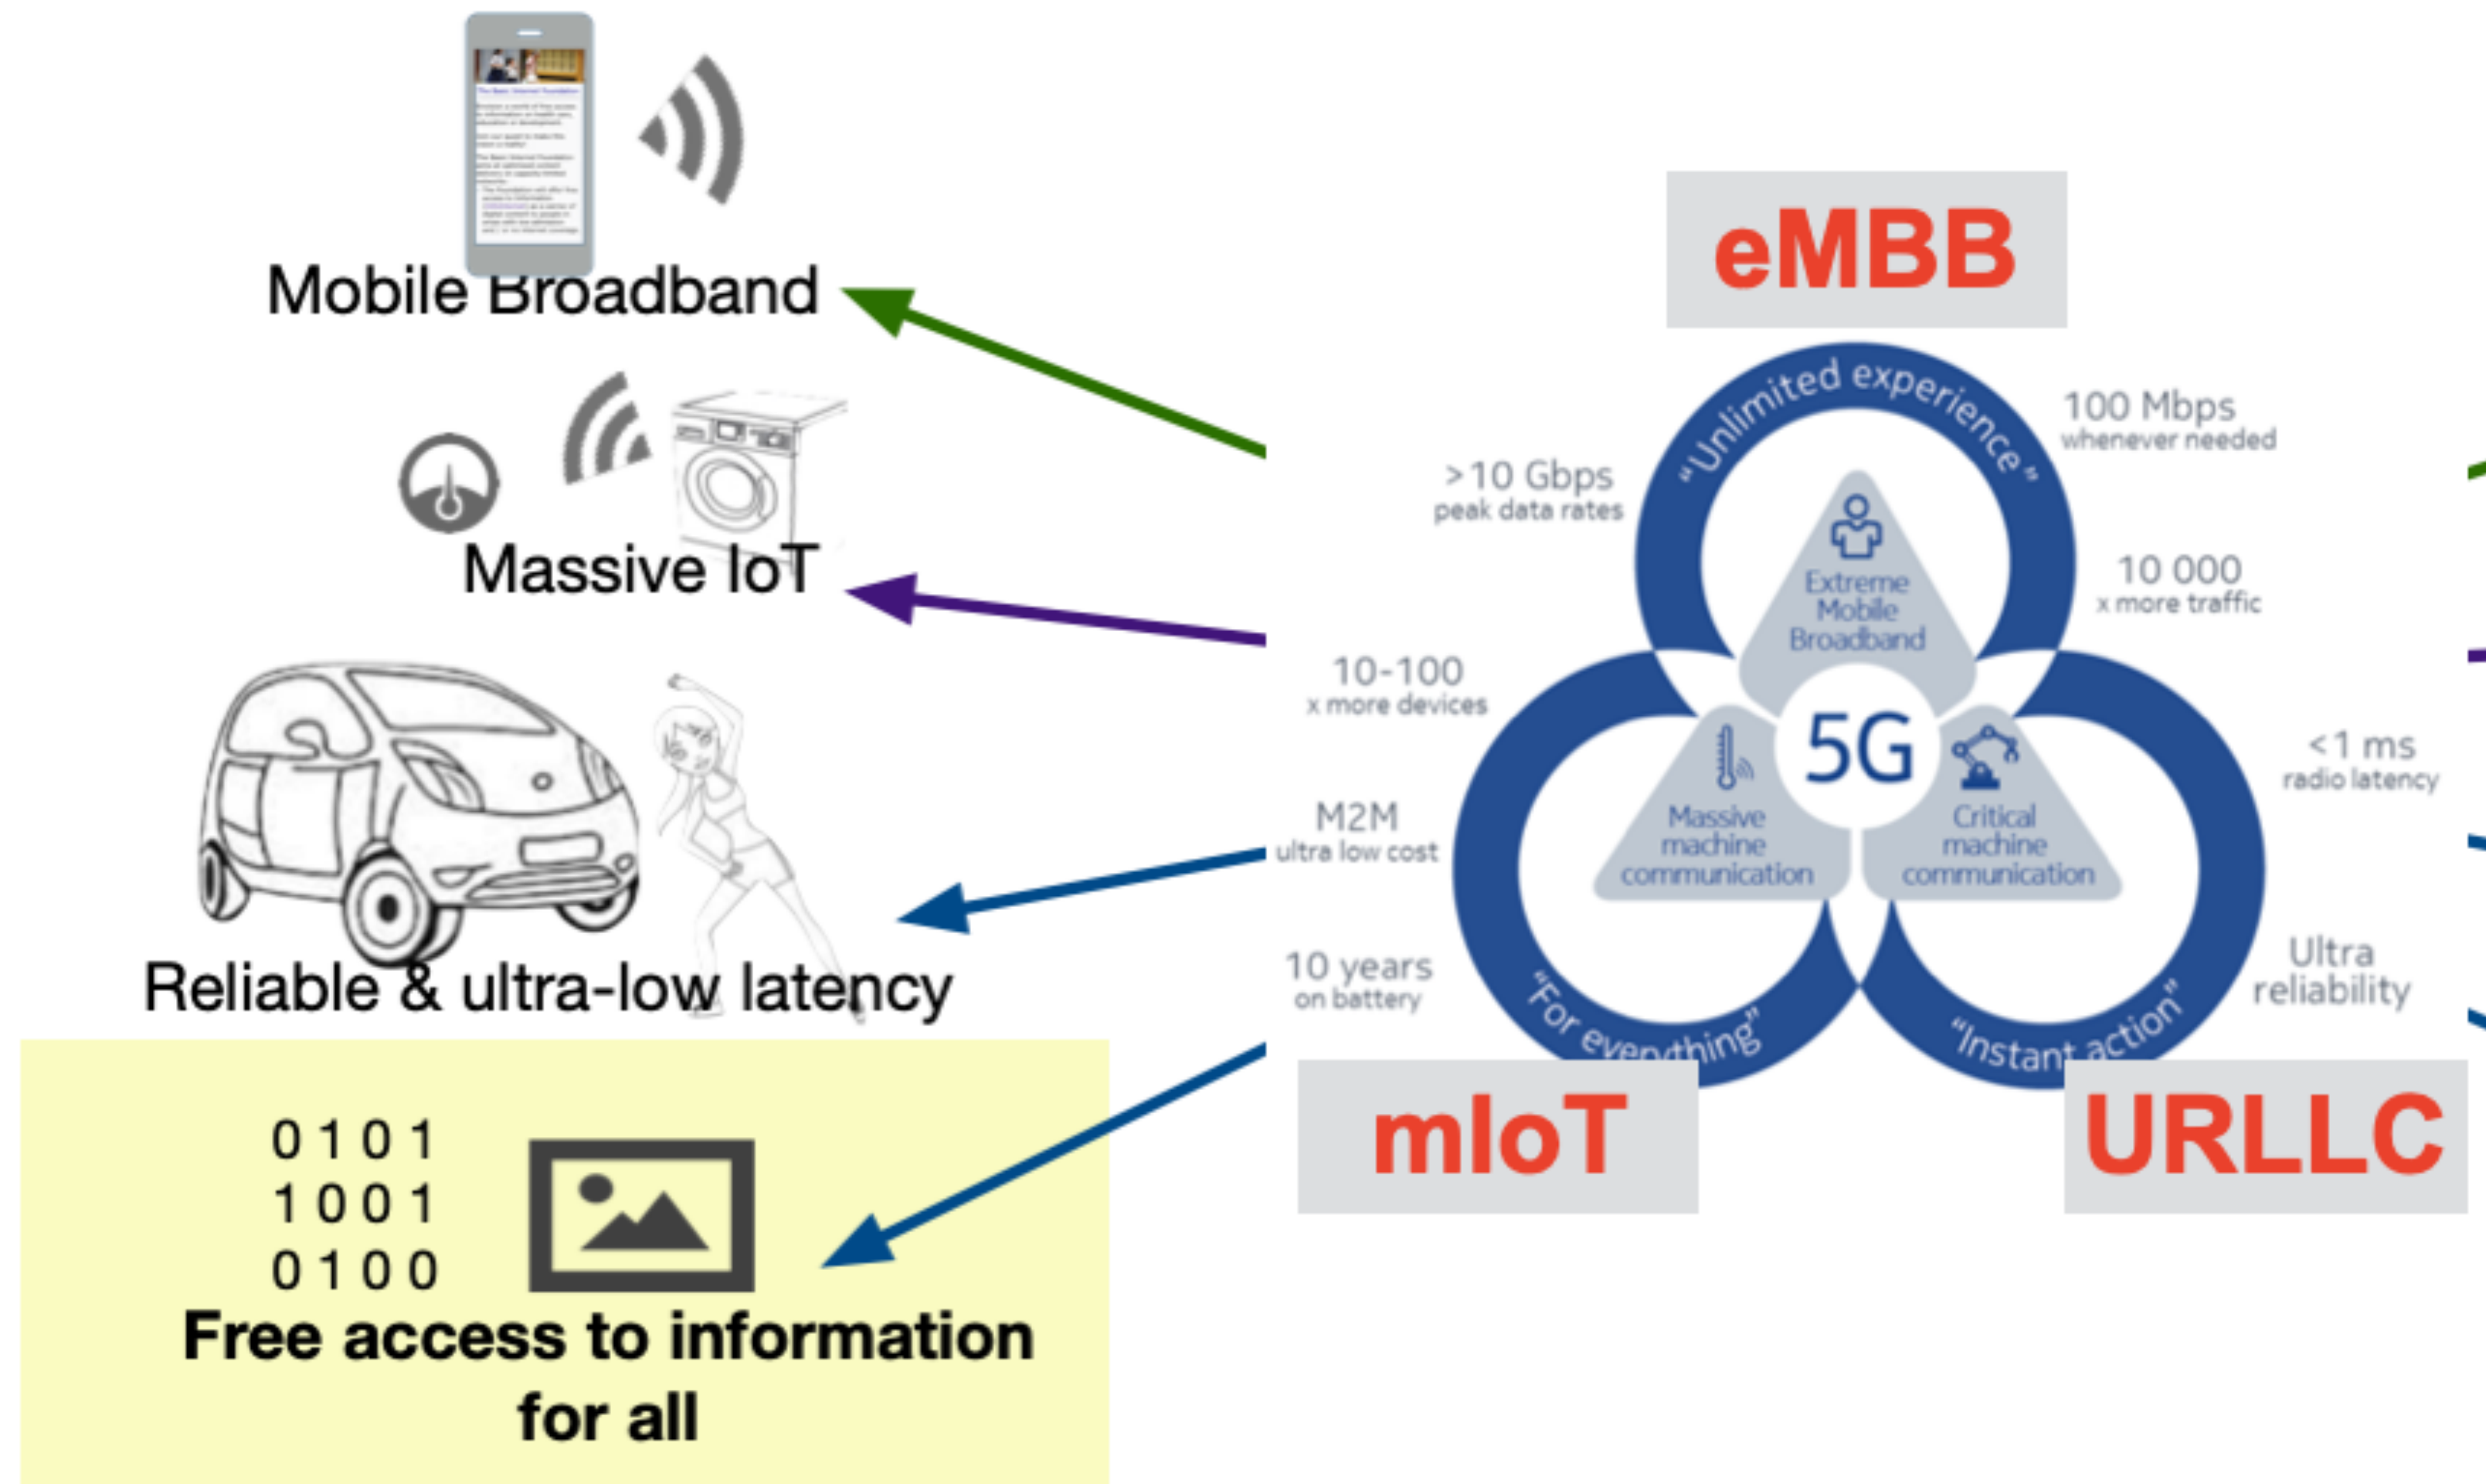 The Basic Internet Foundation
Mobile Broadband
Massive IoT
Reliable & ultra-low latency
0 1 0 1
1 0 0 1
0 1 0 0
Free access to information
for all
eMBB
“Unlimited experience”
100 Mbps
whenever needed
>10 Gbps
peak data rates
10 000
x more traffic
Extreme
Mobile
Broadband
10-100
x more devices
5G
<1 ms
radio latency
M2M
ultra low cost
Massive
machine
communication
Critical
machine
communication
10 years
on battery
Ultra
reliability
“For everything”
“Instant action”
mIoT
URLLC